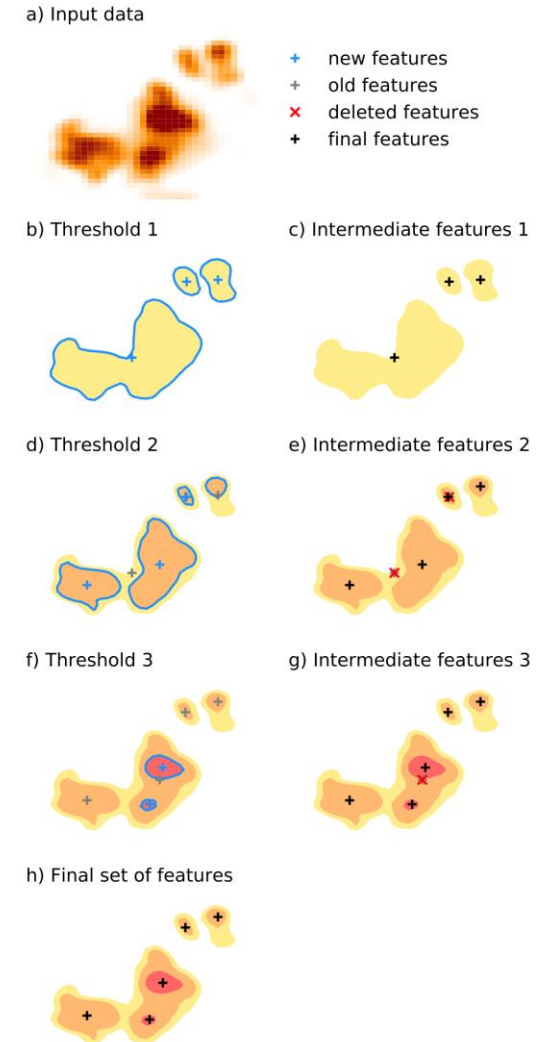 a) Input data
new features
old features
deleted features
final features
b) Threshold 1
c) Intermediate features 1
d) Threshold 2
e) Intermediate features 2
f) Threshold 3
g) Intermediate features 3
h) Final set of features